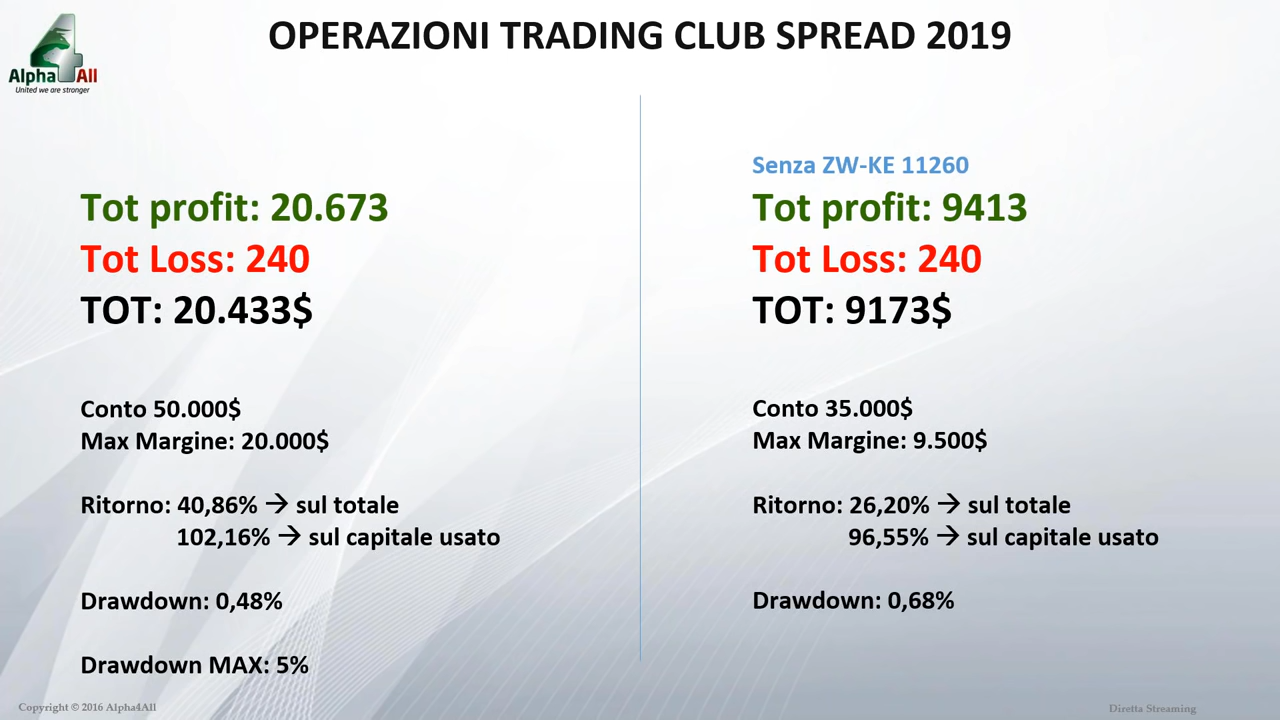 OPERAZIONI TRADING CLUB SPREAD 2019
Alpha4All
United we are stronger
Tot profit: 20.673
Tot Loss: 240
TOT: 20.433$
Conto 50.000$
Max Margine: 20.000$
Ritorno: 40,86% → sul totale
102,16% → sul capitale usato
Drawdown: 0,48%
Drawdown MAX: 5%
Senza ZW-KE 11260
Tot profit: 9413
Tot Loss: 240
TOT: 9173$
Conto 35.000$
Max Margine: 9.500$
Ritorno: 26,20% → sul totale
96,55% → sul capitale usato
Drawdown: 0,68%
Copyright © 2016 Alpha4All
Diretta Streaming